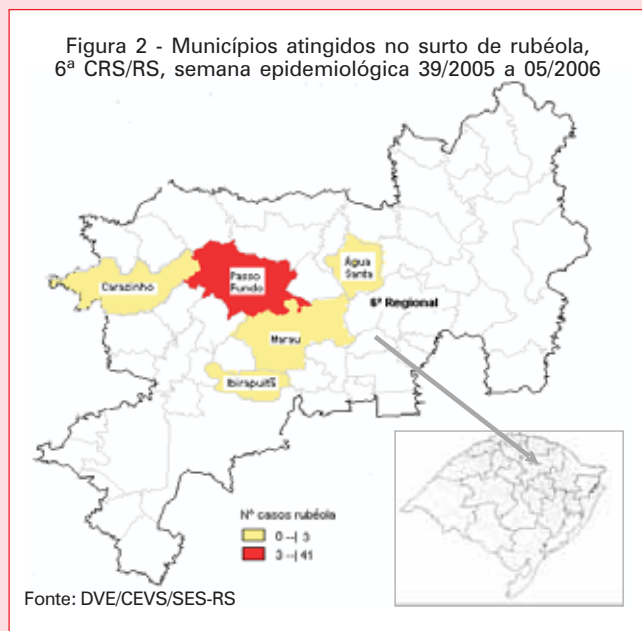 Figura 2 - Municípios atingidos no surto de rubéola,
6ª CRS/RS, semana epidemiológica 39/2005 a 05/2006
Água
Santa
Passo
Fundo
Carazinho
6ª Regional
Marau
Ibirapuitã
Nº casos rubéola
0 --| 3
3 --| 41
Fonte: DVE/CEVS/SES-RS